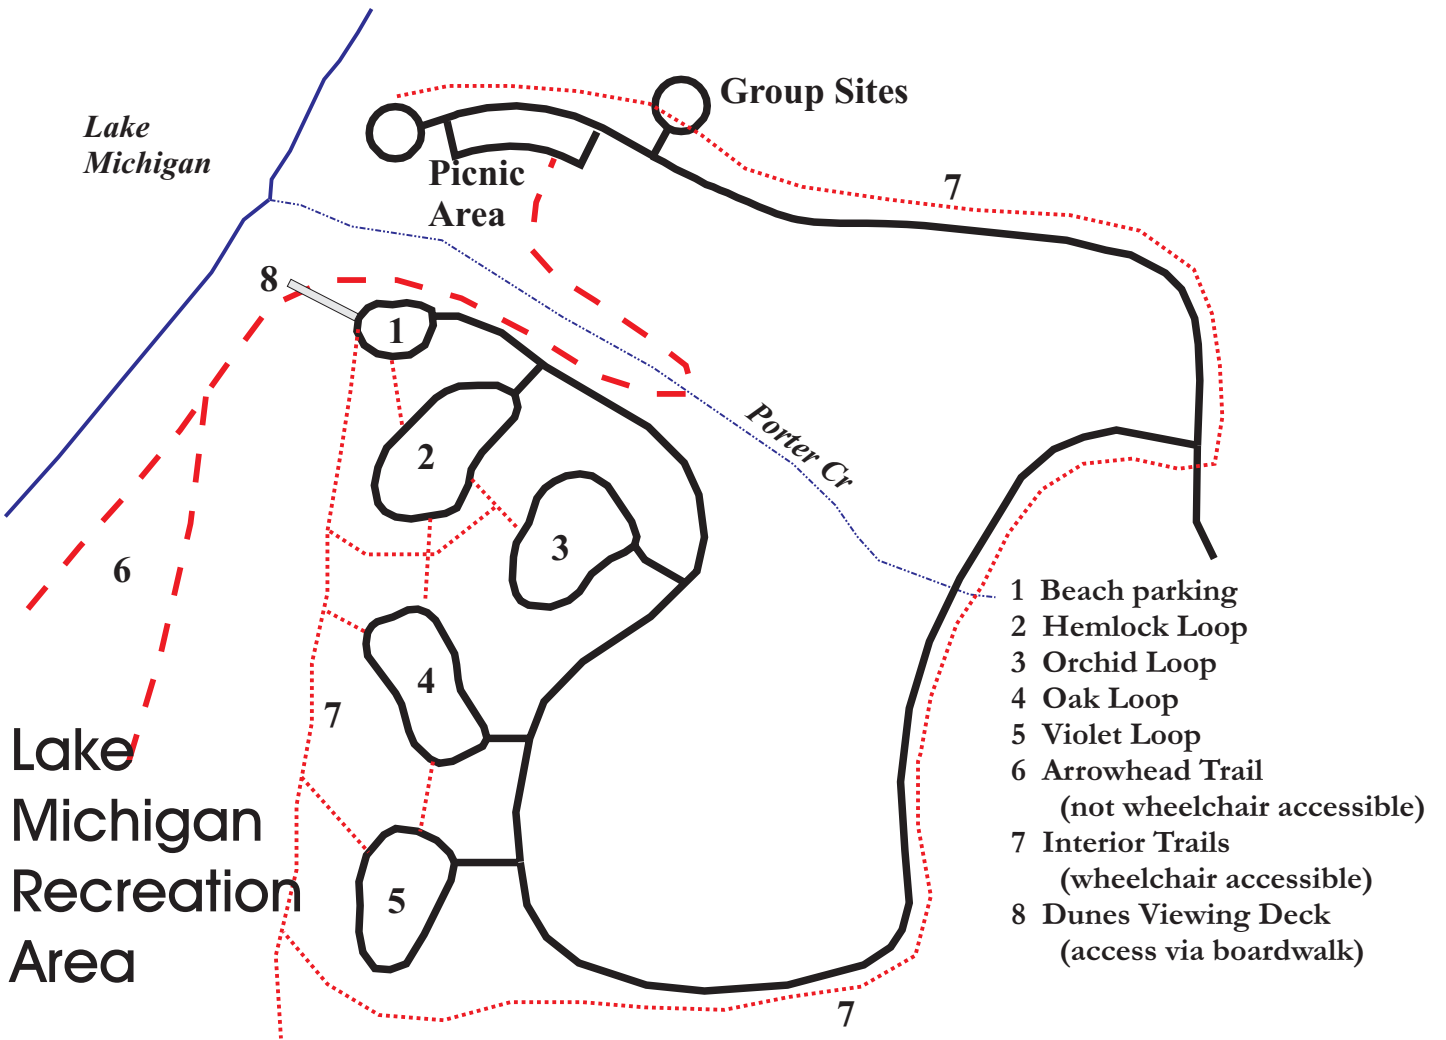 Group Sites
Lake
Michigan
Picnic
Area
7
8
1
2
Porter Cr
3
6
4
7
5
7
Lake
Michigan
Recreation
Area
1 Beach parking
2 Hemlock Loop
3 Orchid Loop
4 Oak Loop
5 Violet Loop
6 Arrowhead Trail
(not wheelchair accessible)
7 Interior Trails
(wheelchair accessible)
8 Dunes Viewing Deck
(access via boardwalk)